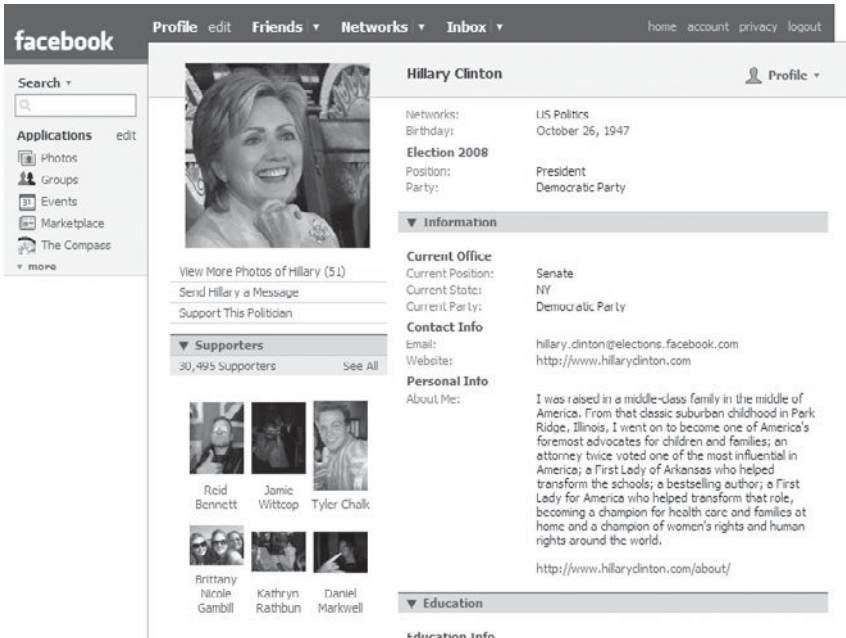 facebook
Profile edit Friends Networks Inbox
home account privacy logout
Search
Applications edit
Photos
Groups
31 Events
Marketplace
The Compass
more
Hillary Clinton
Profile
Networks: US Politics
Birthday: October 26, 1947
Election 2008
Position: President
Party: Democratic Party
Information
Current Office
Current Position: Senate
Current State: NY
Current Party: Democratic Party
Contact Info
Email: hillary.clinton@elections.facebook.com
Website: http://www.hillaryclinton.com
Personal Info
About Me: I was raised in a middle-class family in the middle of
America. From that classic suburban childhood in Park
Ridge, Illinois, I went on to become one of America's
foremost advocates for children and families; an
attorney twice voted one of the most influential in
America; a First Lady of Arkansas who helped
transform the schools; a bestselling author; a First
Lady for America who helped transform that role,
becoming a champion for health care and families at
home and a champion of women's rights and human
rights around the world.
http://www.hillaryclinton.com/about/
Education
Education Info
View More Photos of Hillary (51)
Send Hillary a Message
Support This Politician
Supporters
30,495 Supporters See All
Reid Jamie Tyler Chalk
Bennett Wittcop
Brittany
Nicole Kathryn Daniel
Gambill Rathbun Markwell